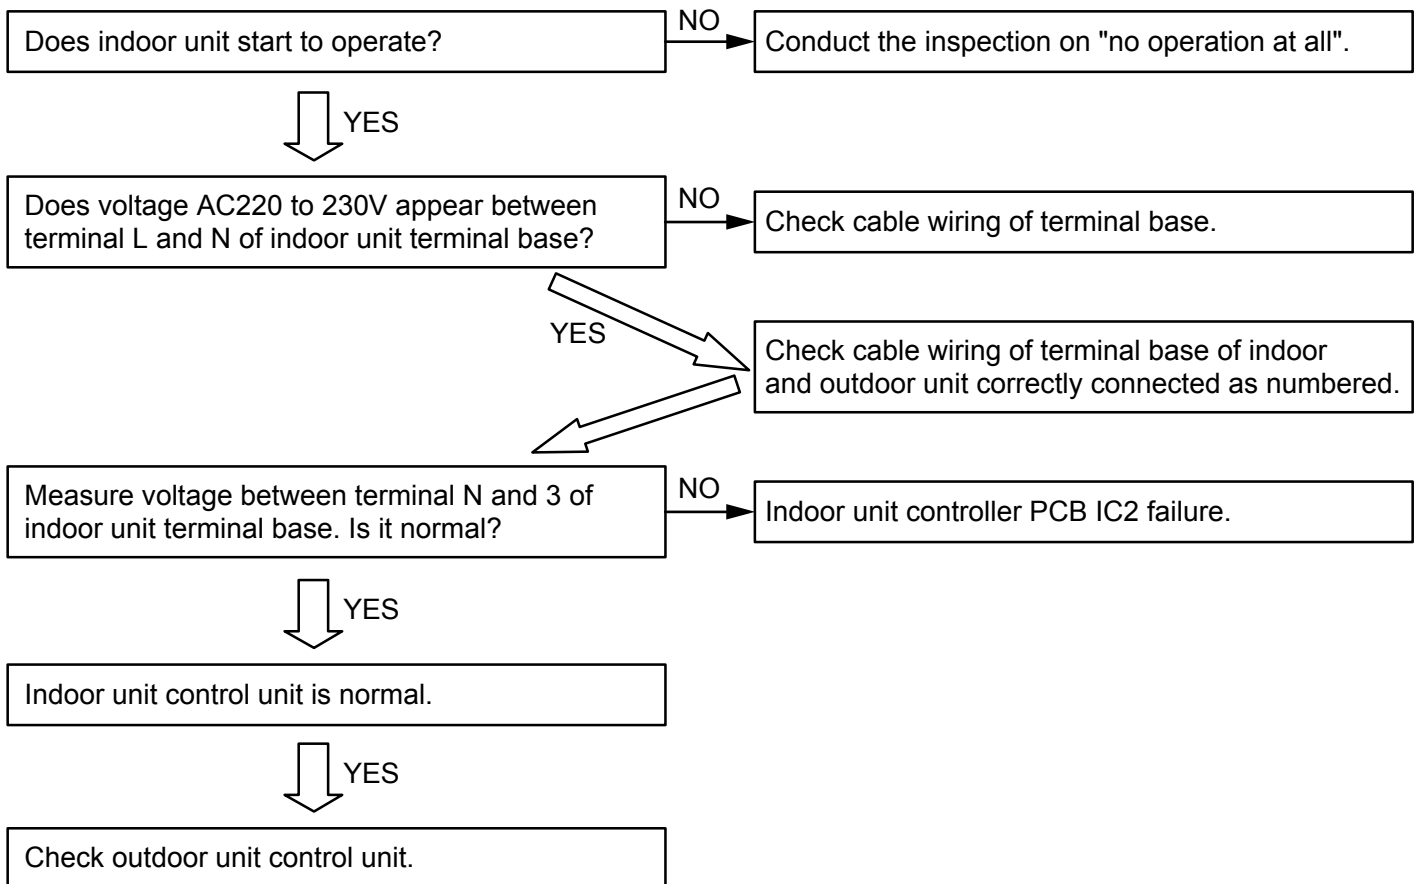 Does indoor unit start to operate?
NO
Conduct the inspection on "no operation at all".
YES
Does voltage AC220 to 230V appear between
terminal L and N of indoor unit terminal base?
NO
Check cable wiring of terminal base.
YES
Check cable wiring of terminal base of indoor
and outdoor unit correctly connected as numbered.
Measure voltage between terminal N and 3 of
indoor unit terminal base. Is it normal?
NO
Indoor unit controller PCB IC2 failure.
YES
Indoor unit control unit is normal.
YES
Check outdoor unit control unit.